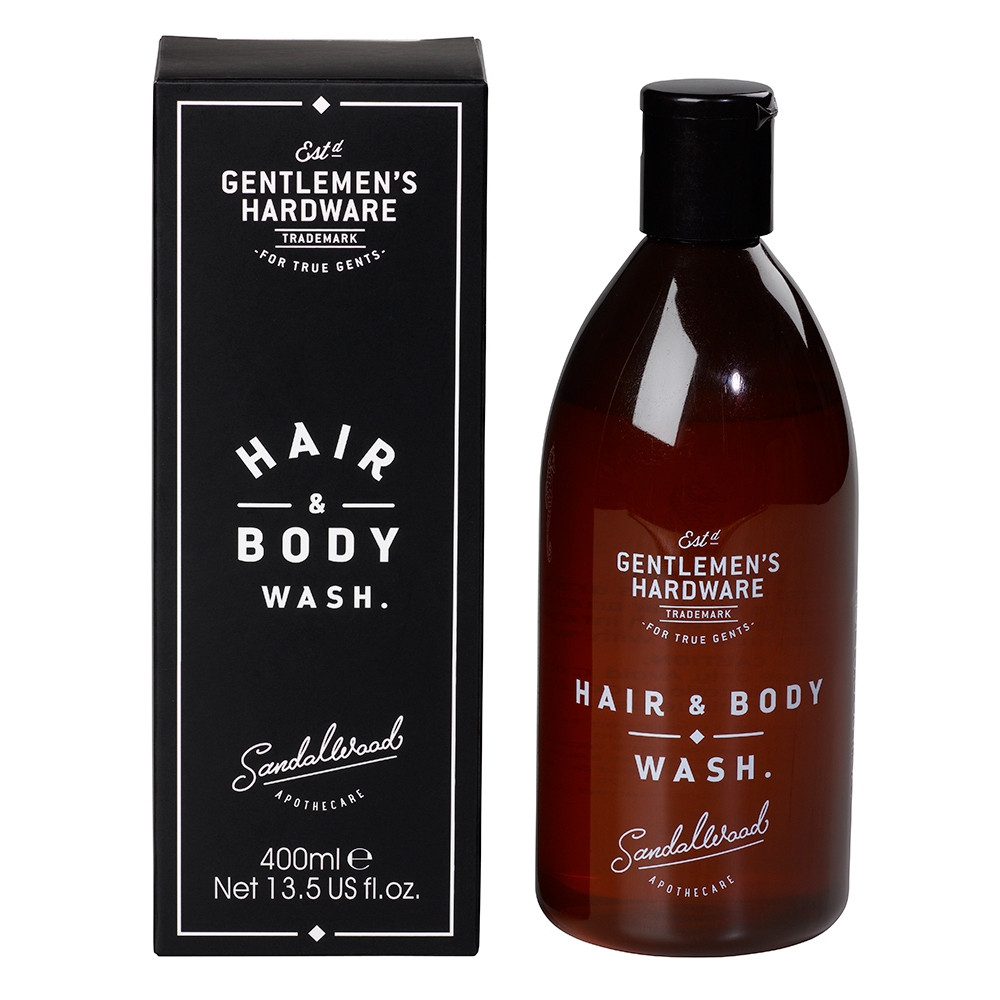 Est d
GENTLEMEN'S
HARDWARE
TRADEMARK
-FOR TRUE GENTS-
HAIR
&
BODY
WASH.
Sandalwood
APOTHECARE
400ml ℮
Net 13.5 US fl.oz.
Est d
GENTLEMEN'S
HARDWARE
TRADEMARK
-FOR TRUE GENTS-
HAIR & BODY
WASH.
Sandalwood
APOTHECARE